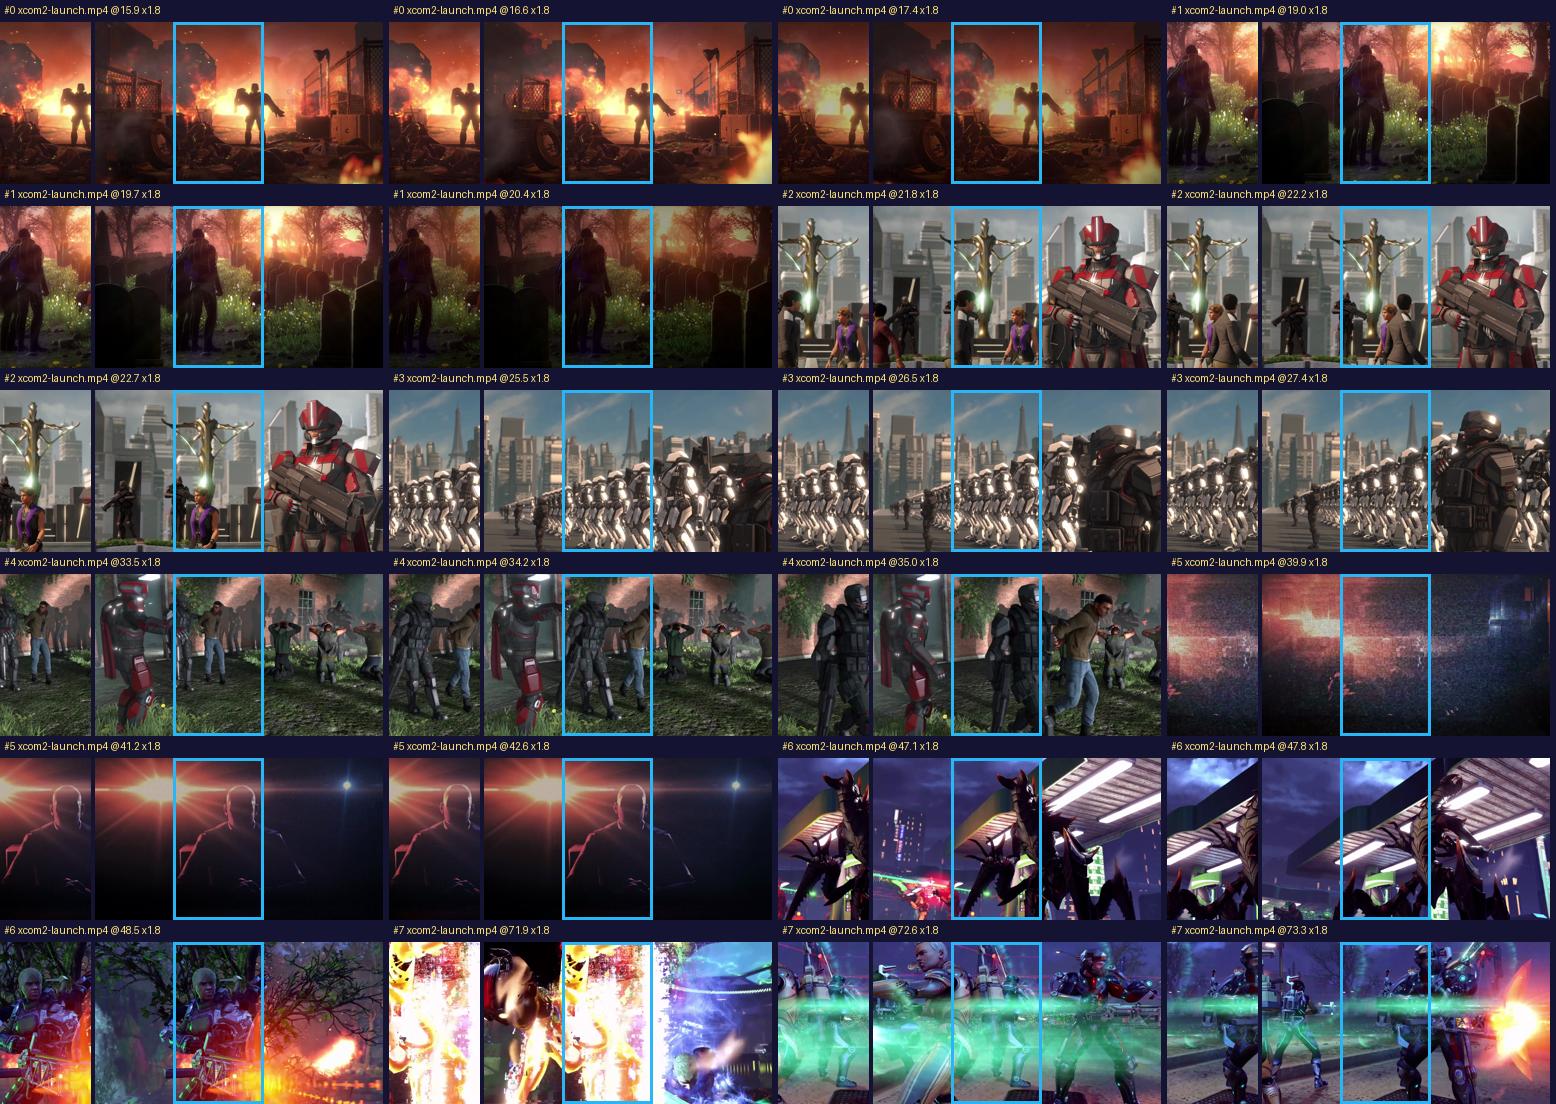 #0 xcom2-launch.mp4 @15.9 x1.8
#0 xcom2-launch.mp4 @16.6 x1.8
#0 xcom2-launch.mp4 @17.4 x1.8
#1 xcom2-launch.mp4 @19.0 x1.8
#1 xcom2-launch.mp4 @19.7 x1.8
#1 xcom2-launch.mp4 @20.4 x1.8
#2 xcom2-launch.mp4 @21.8 x1.8
#2 xcom2-launch.mp4 @22.2 x1.8
#2 xcom2-launch.mp4 @22.7 x1.8
#3 xcom2-launch.mp4 @25.5 x1.8
#3 xcom2-launch.mp4 @26.5 x1.8
#3 xcom2-launch.mp4 @27.4 x1.8
#4 xcom2-launch.mp4 @33.5 x1.8
#4 xcom2-launch.mp4 @34.2 x1.8
#4 xcom2-launch.mp4 @35.0 x1.8
#5 xcom2-launch.mp4 @39.9 x1.8
#5 xcom2-launch.mp4 @41.2 x1.8
#5 xcom2-launch.mp4 @42.6 x1.8
#6 xcom2-launch.mp4 @47.1 x1.8
#6 xcom2-launch.mp4 @47.8 x1.8
#6 xcom2-launch.mp4 @48.5 x1.8
#7 xcom2-launch.mp4 @71.9 x1.8
#7 xcom2-launch.mp4 @72.6 x1.8
#7 xcom2-launch.mp4 @73.3 x1.8